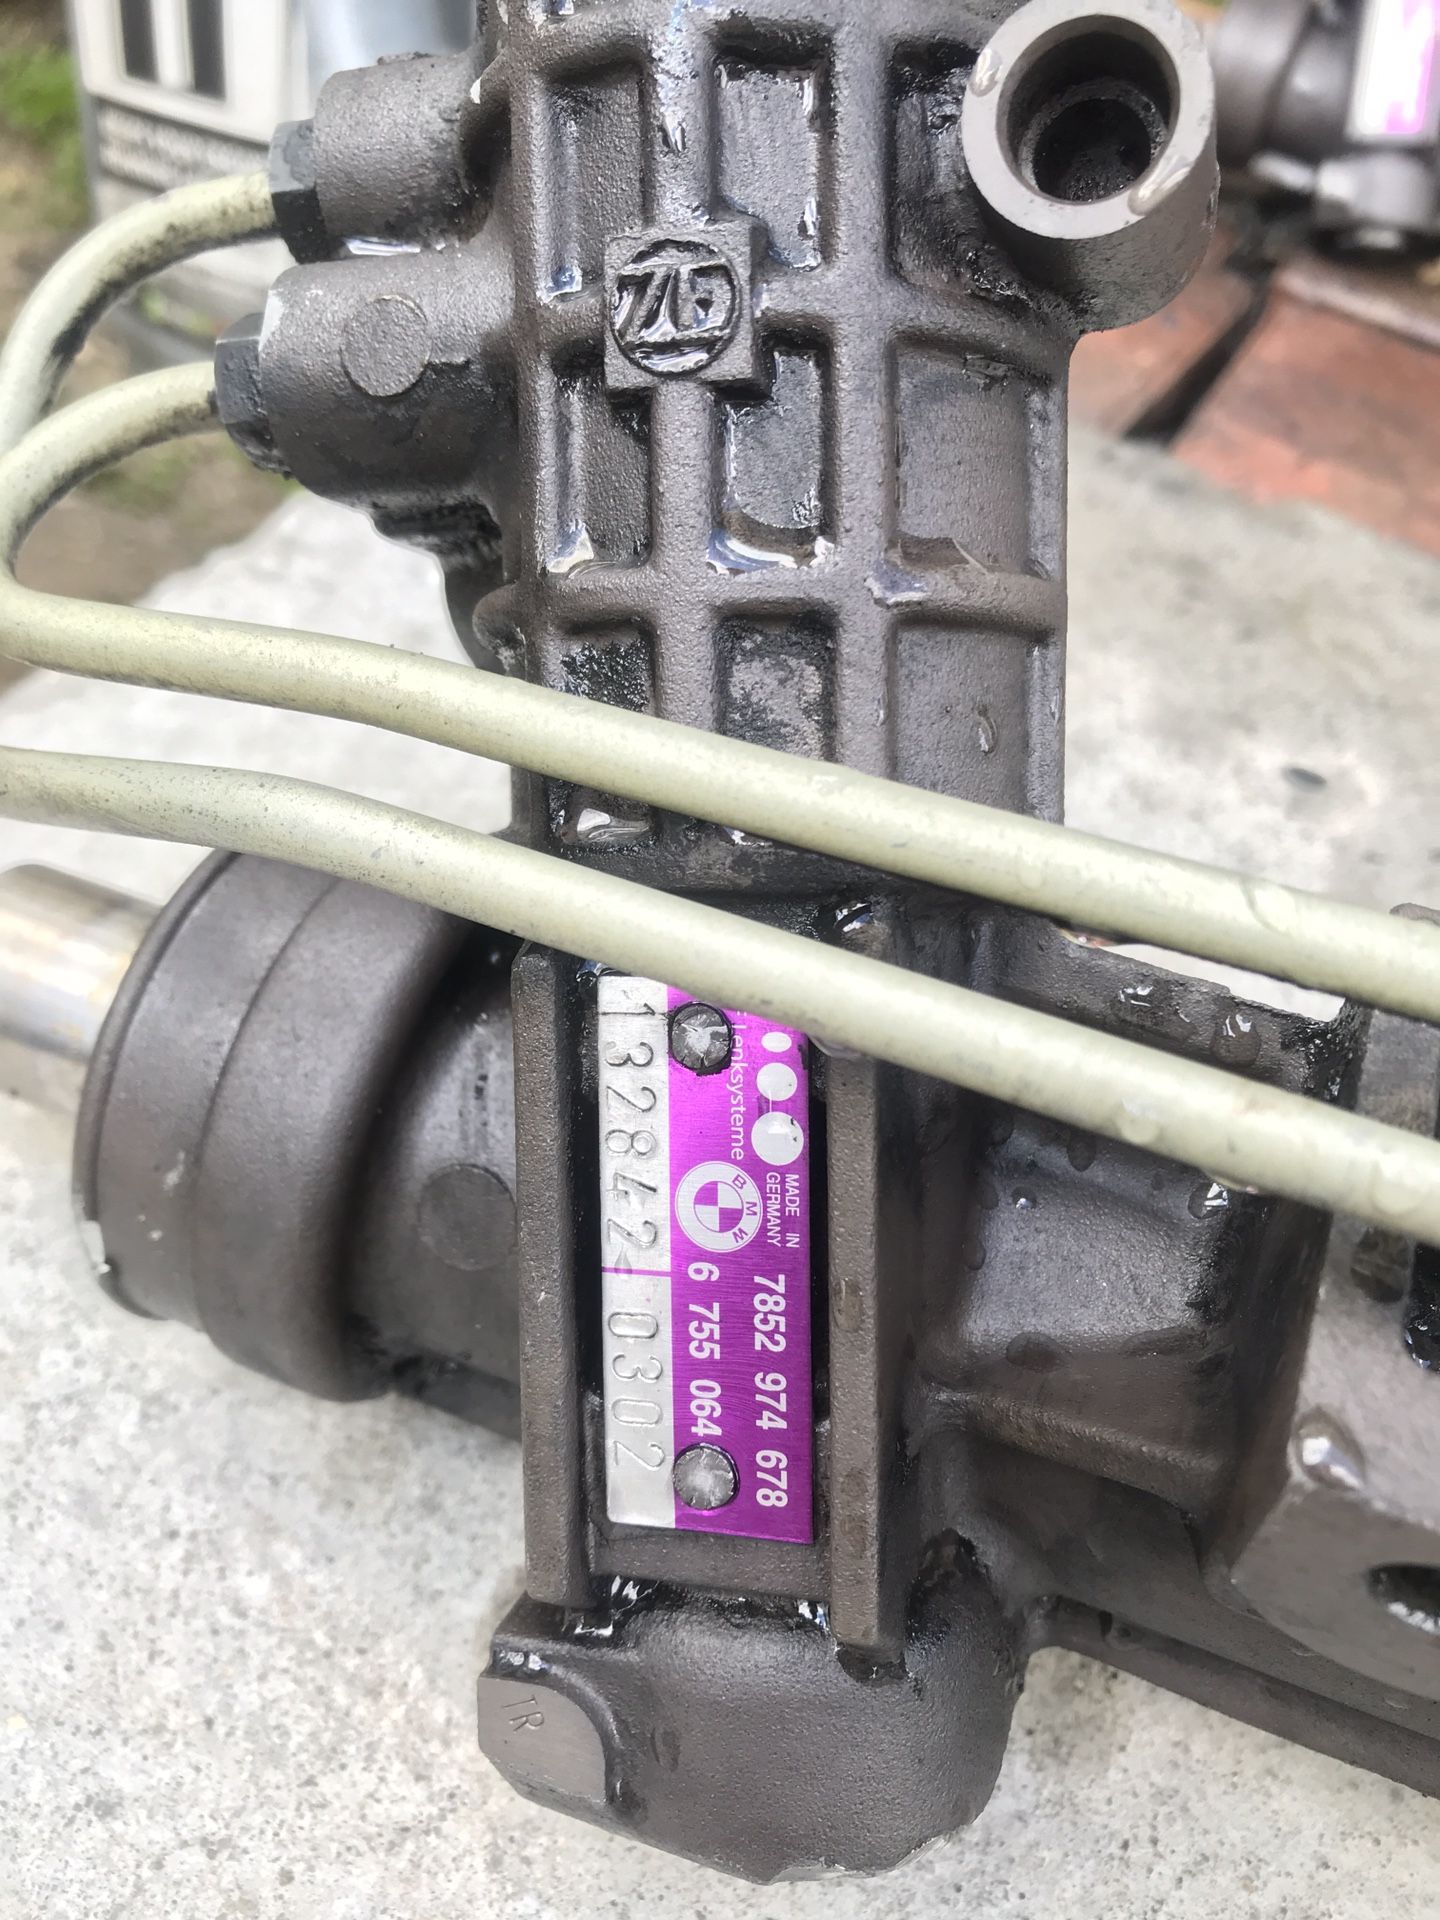 ZF
MADE IN
GERMANY
7852 974 678
lenksysteme
BMW
6 755 064
132842 0302
TR